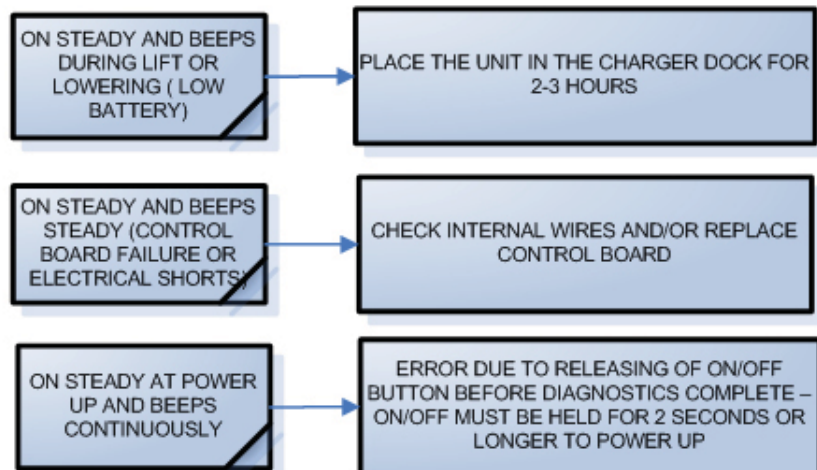 ON STEADY AND BEEPS
DURING LIFT OR
LOWERING ( LOW
BATTERY)
PLACE THE UNIT IN THE CHARGER DOCK FOR
2-3 HOURS
ON STEADY AND BEEPS
STEADY (CONTROL
BOARD FAILURE OR
ELECTRICAL SHORTS)
CHECK INTERNAL WIRES AND/OR REPLACE
CONTROL BOARD
ON STEADY AT POWER
UP AND BEEPS
CONTINUOUSLY
ERROR DUE TO RELEASING OF ON/OFF
BUTTON BEFORE DIAGNOSTICS COMPLETE –
ON/OFF MUST BE HELD FOR 2 SECONDS OR
LONGER TO POWER UP